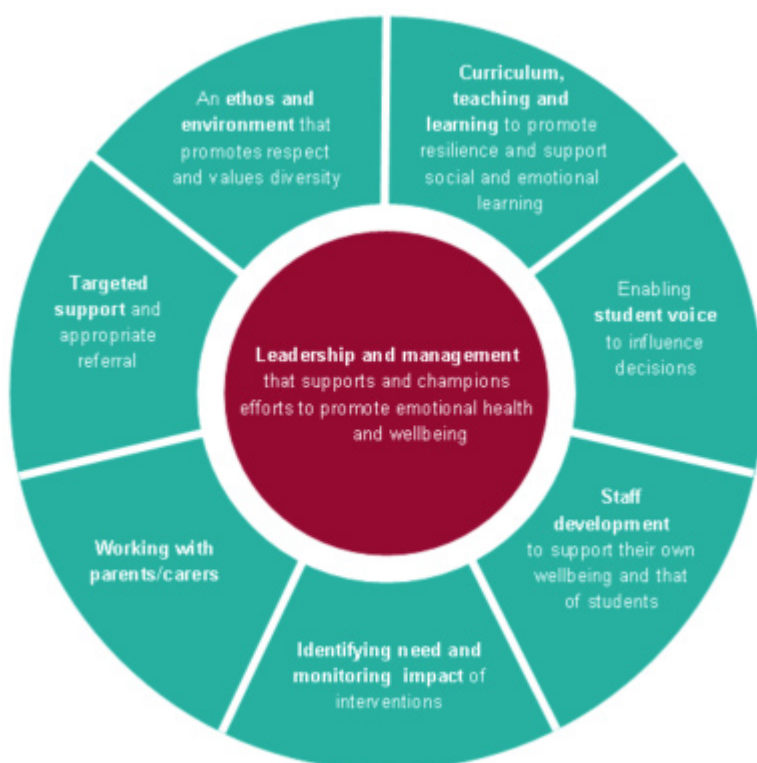 An ethos and
environment that
promotes respect
and values diversity
Curriculum,
teaching and
learning to promote
resilience and support
social and emotional
learning
Enabling
student voice
to influence
decisions
Staff
development
to support their own
wellbeing and that
of students
Identifying need and
monitoring impact of
interventions
Working with
parents/carers
Targeted
support and
appropriate
referral
Leadership and management
that supports and champions
efforts to promote emotional health
and wellbeing